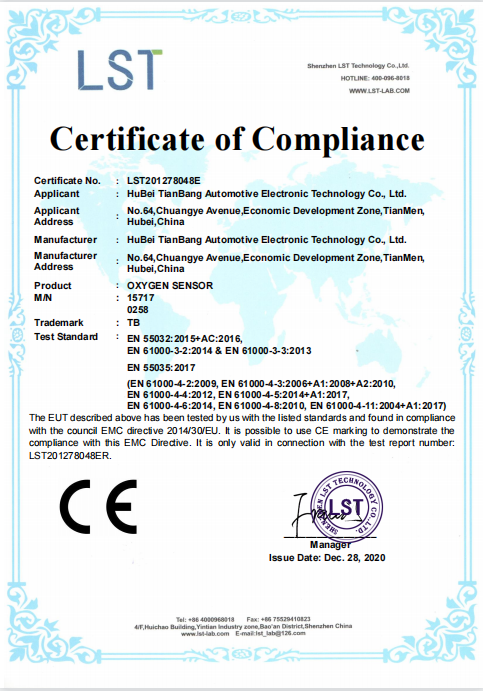 LST
Shenzhen LST Technology Co.,Ltd.
HOTLINE: 400-096-8018
WWW.LST-LAB.COM
Certificate of Compliance
Certificate No. : LST201278048E
Applicant : HuBei TianBang Automotive Electronic Technology Co., Ltd.
Applicant Address : No.64,Chuangye Avenue,Economic Development Zone,TianMen,
Hubei,China
Manufacturer : HuBei TianBang Automotive Electronic Technology Co., Ltd.
Manufacturer Address : No.64,Chuangye Avenue,Economic Development Zone,TianMen,
Hubei,China
Product : OXYGEN SENSOR
M/N : 15717
0258
Trademark : TB
Test Standard : EN 55032:2015+AC:2016,
EN 61000-3-2:2014 & EN 61000-3-3:2013
EN 55035:2017
(EN 61000-4-2:2009, EN 61000-4-3:2006+A1:2008+A2:2010,
EN 61000-4-4:2012, EN 61000-4-5:2014+A1:2017,
EN 61000-4-6:2014, EN 61000-4-8:2010, EN 61000-4-11:2004+A1:2017)
The EUT described above has been tested by us with the listed standards and found in compliance
with the council EMC directive 2014/30/EU. It is possible to use CE marking to demonstrate the
compliance with this EMC Directive. It is only valid in connection with the test report number:
LST201278048ER.
CE
SHENZHEN LST TECHNOLOGY CO.,LTD.
LST
Manager
Issue Date: Dec. 28, 2020
Tel: +86 4000968018 Fax: +86 75529410823
4/F,Huichao Building,Yintian Industry zone,Bao'an District,Shenzhen China
www.lst-lab.com E-mail:lst_lab@126.com